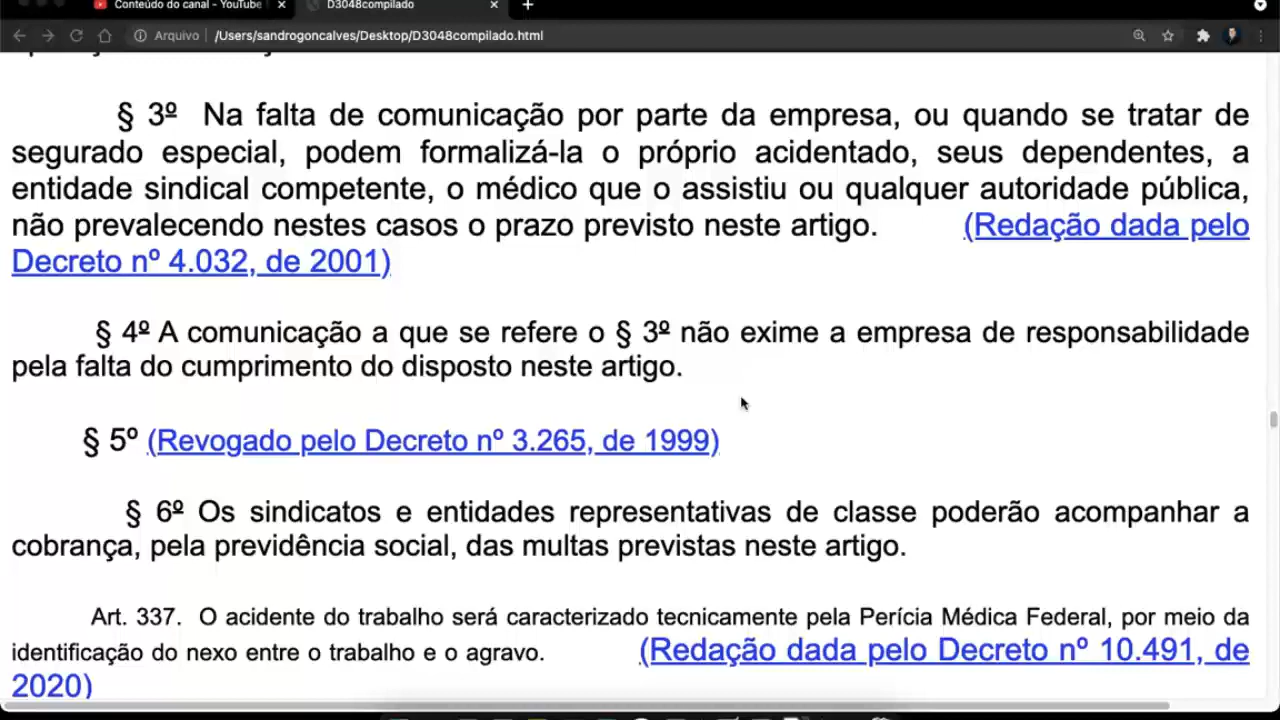 Conteúdo do canal - YouTube
D3048compilado
Arquivo | /Users/sandrogoncalves/Desktop/D3048compilado.html
§ 3º Na falta de comunicação por parte da empresa, ou quando se tratar de
segurado especial, podem formalizá-la o próprio acidentado, seus dependentes, a
entidade sindical competente, o médico que o assistiu ou qualquer autoridade pública,
não prevalecendo nestes casos o prazo previsto neste artigo. (Redação dada pelo
Decreto nº 4.032, de 2001)
§ 4º A comunicação a que se refere o § 3º não exime a empresa de responsabilidade
pela falta do cumprimento do disposto neste artigo.
§ 5º (Revogado pelo Decreto nº 3.265, de 1999)
§ 6º Os sindicatos e entidades representativas de classe poderão acompanhar a
cobrança, pela previdência social, das multas previstas neste artigo.
Art. 337. O acidente do trabalho será caracterizado tecnicamente pela Perícia Médica Federal, por meio da
identificação do nexo entre o trabalho e o agravo. (Redação dada pelo Decreto nº 10.491, de
2020)